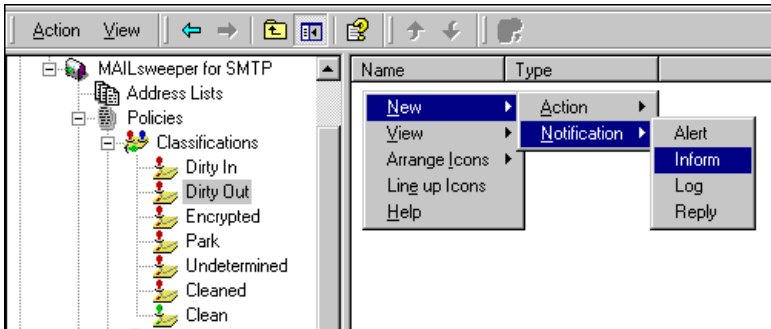 Action View
MAILsweeper for SMTP
Address Lists
Policies
Classifications
Dirty In
Dirty Out
Encrypted
Park
Undetermined
Cleaned
Clean
Name Type
New
View
Arrange Icons
Line up Icons
Help
Action
Notification
Alert
Inform
Log
Reply